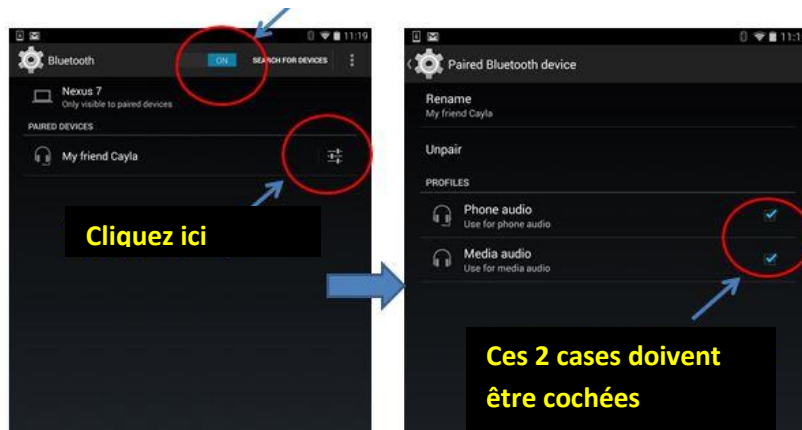 11:19
Bluetooth
ON
SEARCH FOR DEVICES
Nexus 7
Only visible to paired devices
PAIRED DEVICES
My friend Cayla
Cliquez ici
11:1
Paired Bluetooth device
Rename
My friend Cayla
Unpair
PROFILES
Phone audio
Use for phone audio
Media audio
Use for media audio
Ces 2 cases doivent
être cochées